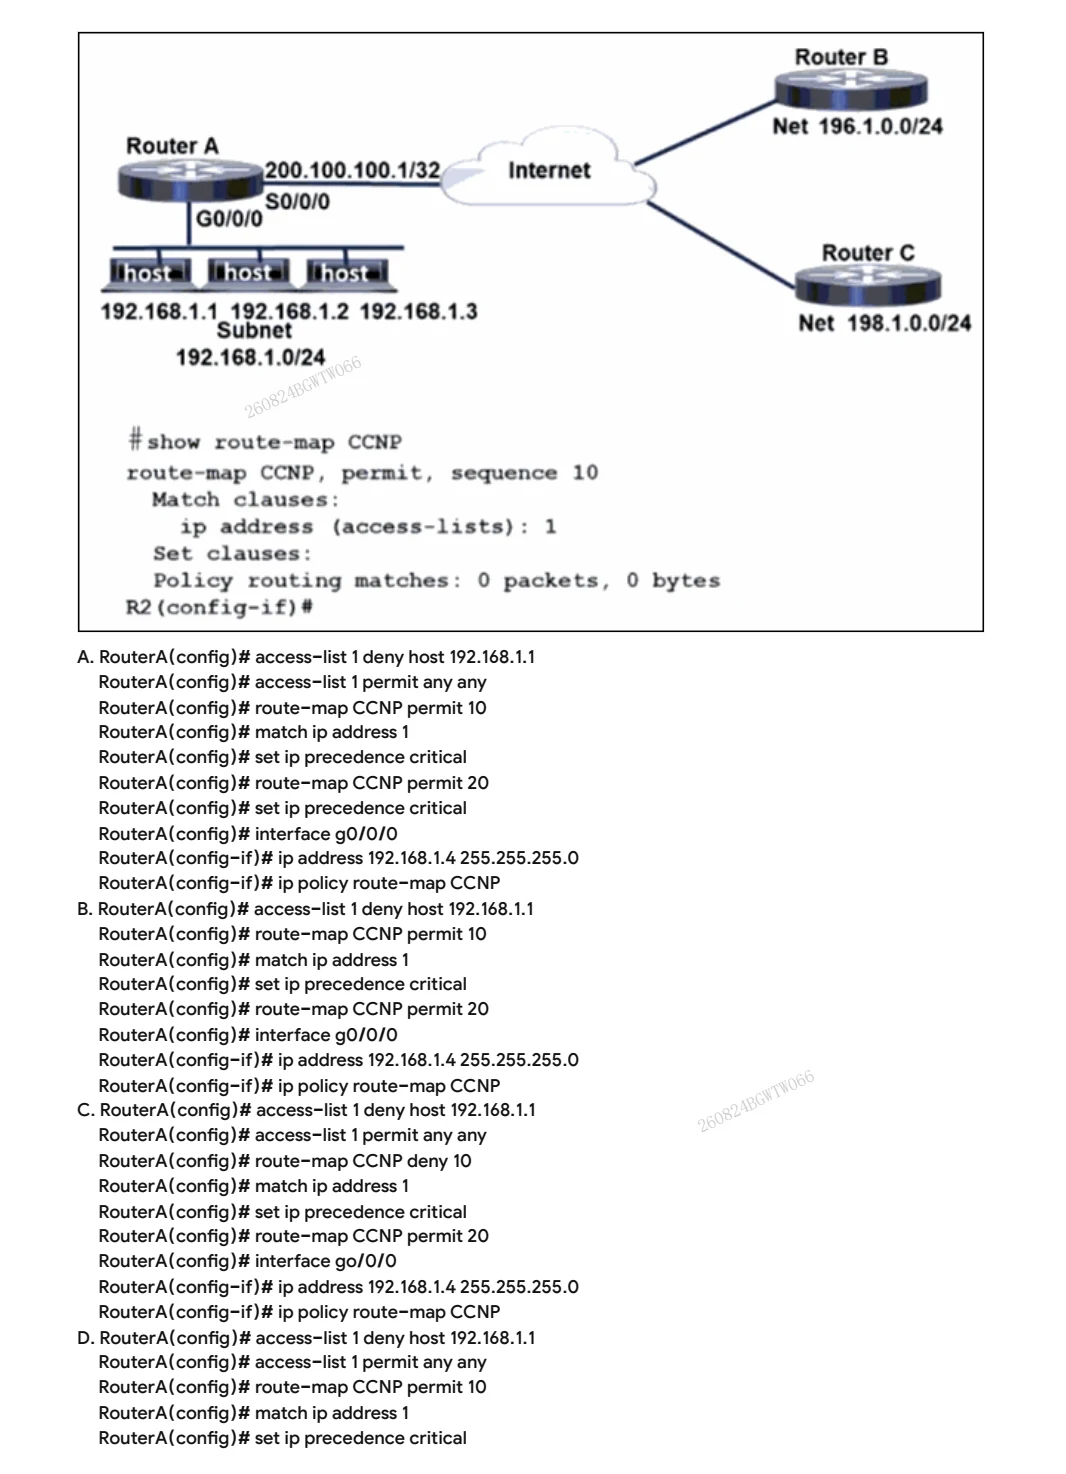 Router B
Net 196.1.0.0/24
Router A
200.100.100.1/32
Internet
S0/0/0
G0/0/0
Router C
host host host
192.168.1.1 192.168.1.2 192.168.1.3
Net 198.1.0.0/24
Subnet
192.168.1.0/24
260824BGWTW066
#show route-map CCNP
route-map CCNP, permit, sequence 10
Match clauses:
ip address (access-lists): 1
Set clauses:
Policy routing matches: 0 packets, 0 bytes
R2(config-if)#
A. RouterA(config)# access-list 1 deny host 192.168.1.1
RouterA(config)# access-list 1 permit any any
RouterA(config)# route-map CCNP permit 10
RouterA(config)# match ip address 1
RouterA(config)# set ip precedence critical
RouterA(config)# route-map CCNP permit 20
RouterA(config)# set ip precedence critical
RouterA(config)# interface g0/0/0
RouterA(config-if)# ip address 192.168.1.4 255.255.255.0
RouterA(config-if)# ip policy route-map CCNP
B. RouterA(config)# access-list 1 deny host 192.168.1.1
RouterA(config)# route-map CCNP permit 10
RouterA(config)# match ip address 1
RouterA(config)# set ip precedence critical
RouterA(config)# route-map CCNP permit 20
RouterA(config)# interface g0/0/0
RouterA(config-if)# ip address 192.168.1.4 255.255.255.0
RouterA(config-if)# ip policy route-map CCNP
260824BGWTW066
C. RouterA(config)# access-list 1 deny host 192.168.1.1
RouterA(config)# access-list 1 permit any any
RouterA(config)# route-map CCNP deny 10
RouterA(config)# match ip address 1
RouterA(config)# set ip precedence critical
RouterA(config)# route-map CCNP permit 20
RouterA(config)# interface go/0/0
RouterA(config-if)# ip address 192.168.1.4 255.255.255.0
RouterA(config-if)# ip policy route-map CCNP
D. RouterA(config)# access-list 1 deny host 192.168.1.1
RouterA(config)# access-list 1 permit any any
RouterA(config)# route-map CCNP permit 10
RouterA(config)# match ip address 1
RouterA(config)# set ip precedence critical